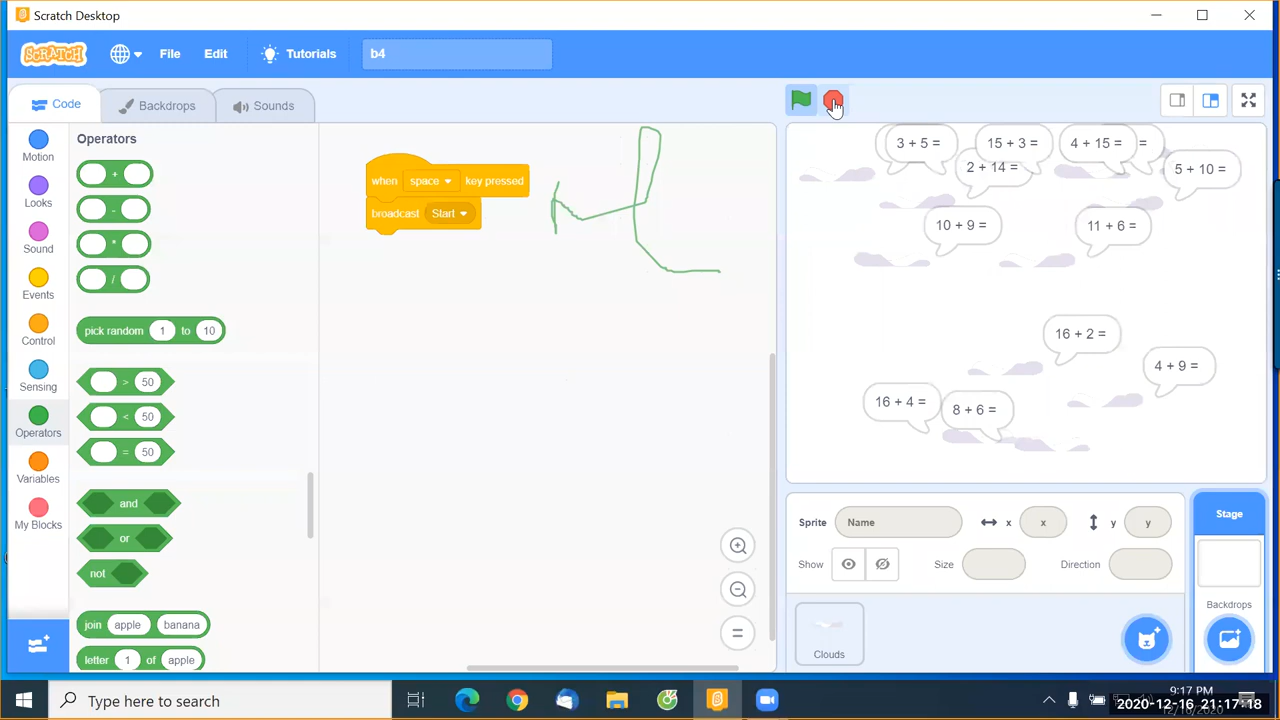 Scratch Desktop
SCRATCH File Edit Tutorials b4
Code Backdrops Sounds
Motion
Looks
Sound
Events
Control
Sensing
Operators
Variables
My Blocks
Operators
+
-
*
/
pick random 1 to 10
> 50
< 50
= 50
and
or
not
join apple banana
letter 1 of apple
when space key pressed
broadcast Start
3 + 5 = 15 + 3 = 4 + 15 = =
2 + 14 = 5 + 10 =
10 + 9 = 11 + 6 =
16 + 2 =
4 + 9 =
16 + 4 = 8 + 6 =
Sprite Name x x y y
Show Size Direction
Clouds
Stage
Backdrops
Type here to search
9:17 PM
2020-12-16 21:17:18